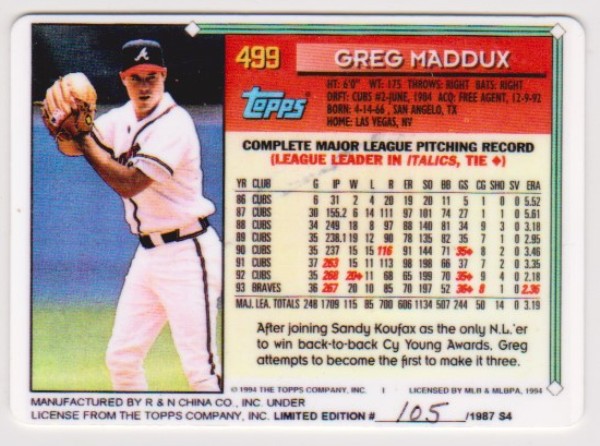 499 GREG MADDUX
Topps
HT: 6'0" WT: 175 THROWS: RIGHT BATS: RIGHT
DRAFT: CUBS #2-JUNE, 1984 ACQ: FREE AGENT, 12-9-92
BORN: 4-14-66, SAN ANGELO, TX
HOME: LAS VEGAS, NV
COMPLETE MAJOR LEAGUE PITCHING RECORD
(LEAGUE LEADER IN ITALICS, TIE ♦)
YR CLUBS G IP W L R ER SO BB GS CG SHO SV ERA
86 CUBS 6 31 2 4 20 19 20 11 5 1 0 0 5.52
87 CUBS 30 155.2 6 14 111 97 101 74 27 1 1 0 5.61
88 CUBS 34 249 18 8 97 88 140 81 34 9 3 0 3.18
89 CUBS 35 238.1 19 12 90 78 135 82 35 7 1 0 2.95
90 CUBS 35 237 15 15 116 91 144 71 35♦ 8 2 0 3.46
91 CUBS 37 263 15 11 113 98 198 66 37 7 2 0 3.35
92 CUBS 35 268 20♦ 11 68 65 199 70 35♦ 9 4 0 2.18
93 BRAVES 36 267 20 10 85 70 197 52 36♦ 8 1 0 2.36
MAJ. LEA. TOTALS 248 1709 115 85 700 606 1134 507 244 50 14 0 3.19
After joining Sandy Koufax as the only N.L.'er
to win back-to-back Cy Young Awards, Greg
attempts to become the first to make it three.
© 1994 THE TOPPS COMPANY, INC. I LICENSED BY MLB & MLBPA, 1994
MANUFACTURED BY R & N CHINA CO., INC. UNDER
LICENSE FROM THE TOPPS COMPANY, INC. LIMITED EDITION # 105 /1987 S4